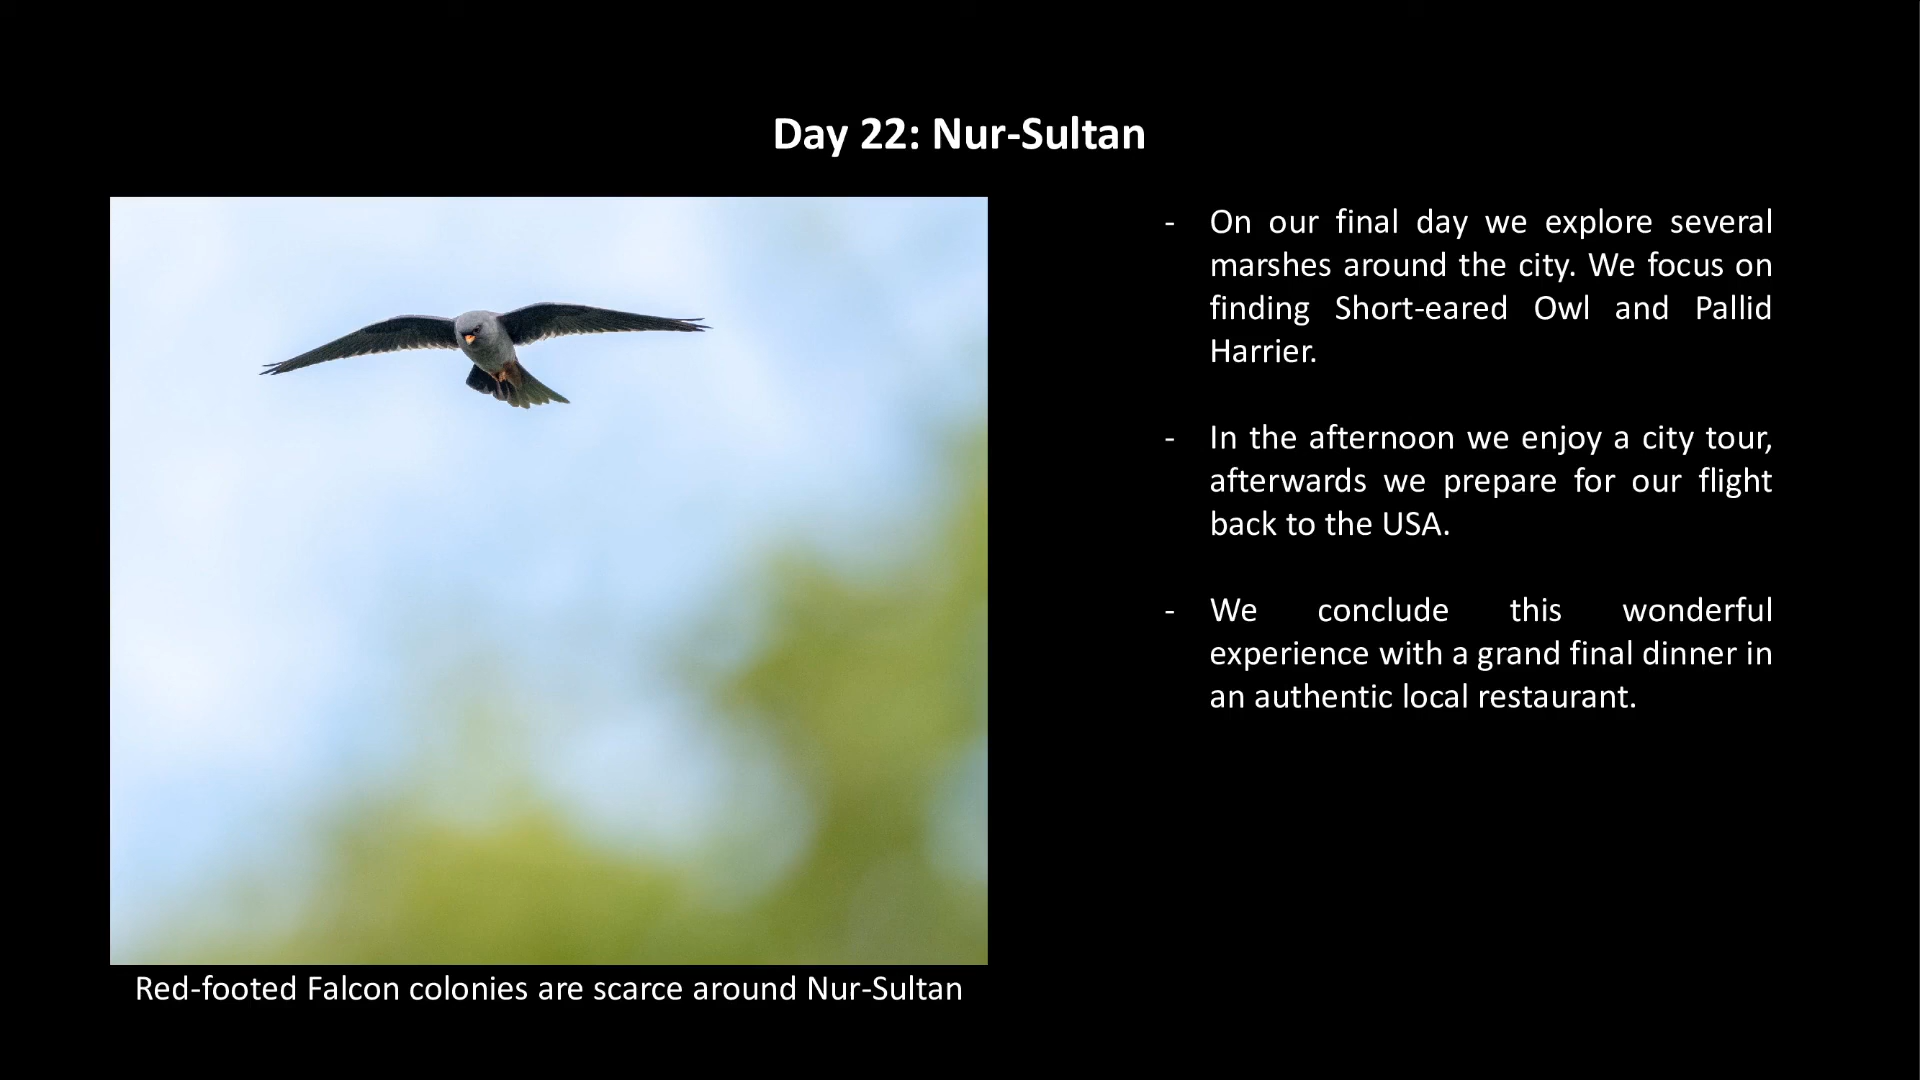 Day 22: Nur-Sultan
- On our final day we explore several
marshes around the city. We focus on
finding Short-eared Owl and Pallid
Harrier.
- In the afternoon we enjoy a city tour,
afterwards we prepare for our flight
back to the USA.
- We conclude this wonderful
experience with a grand final dinner in
an authentic local restaurant.
Red-footed Falcon colonies are scarce around Nur-Sultan